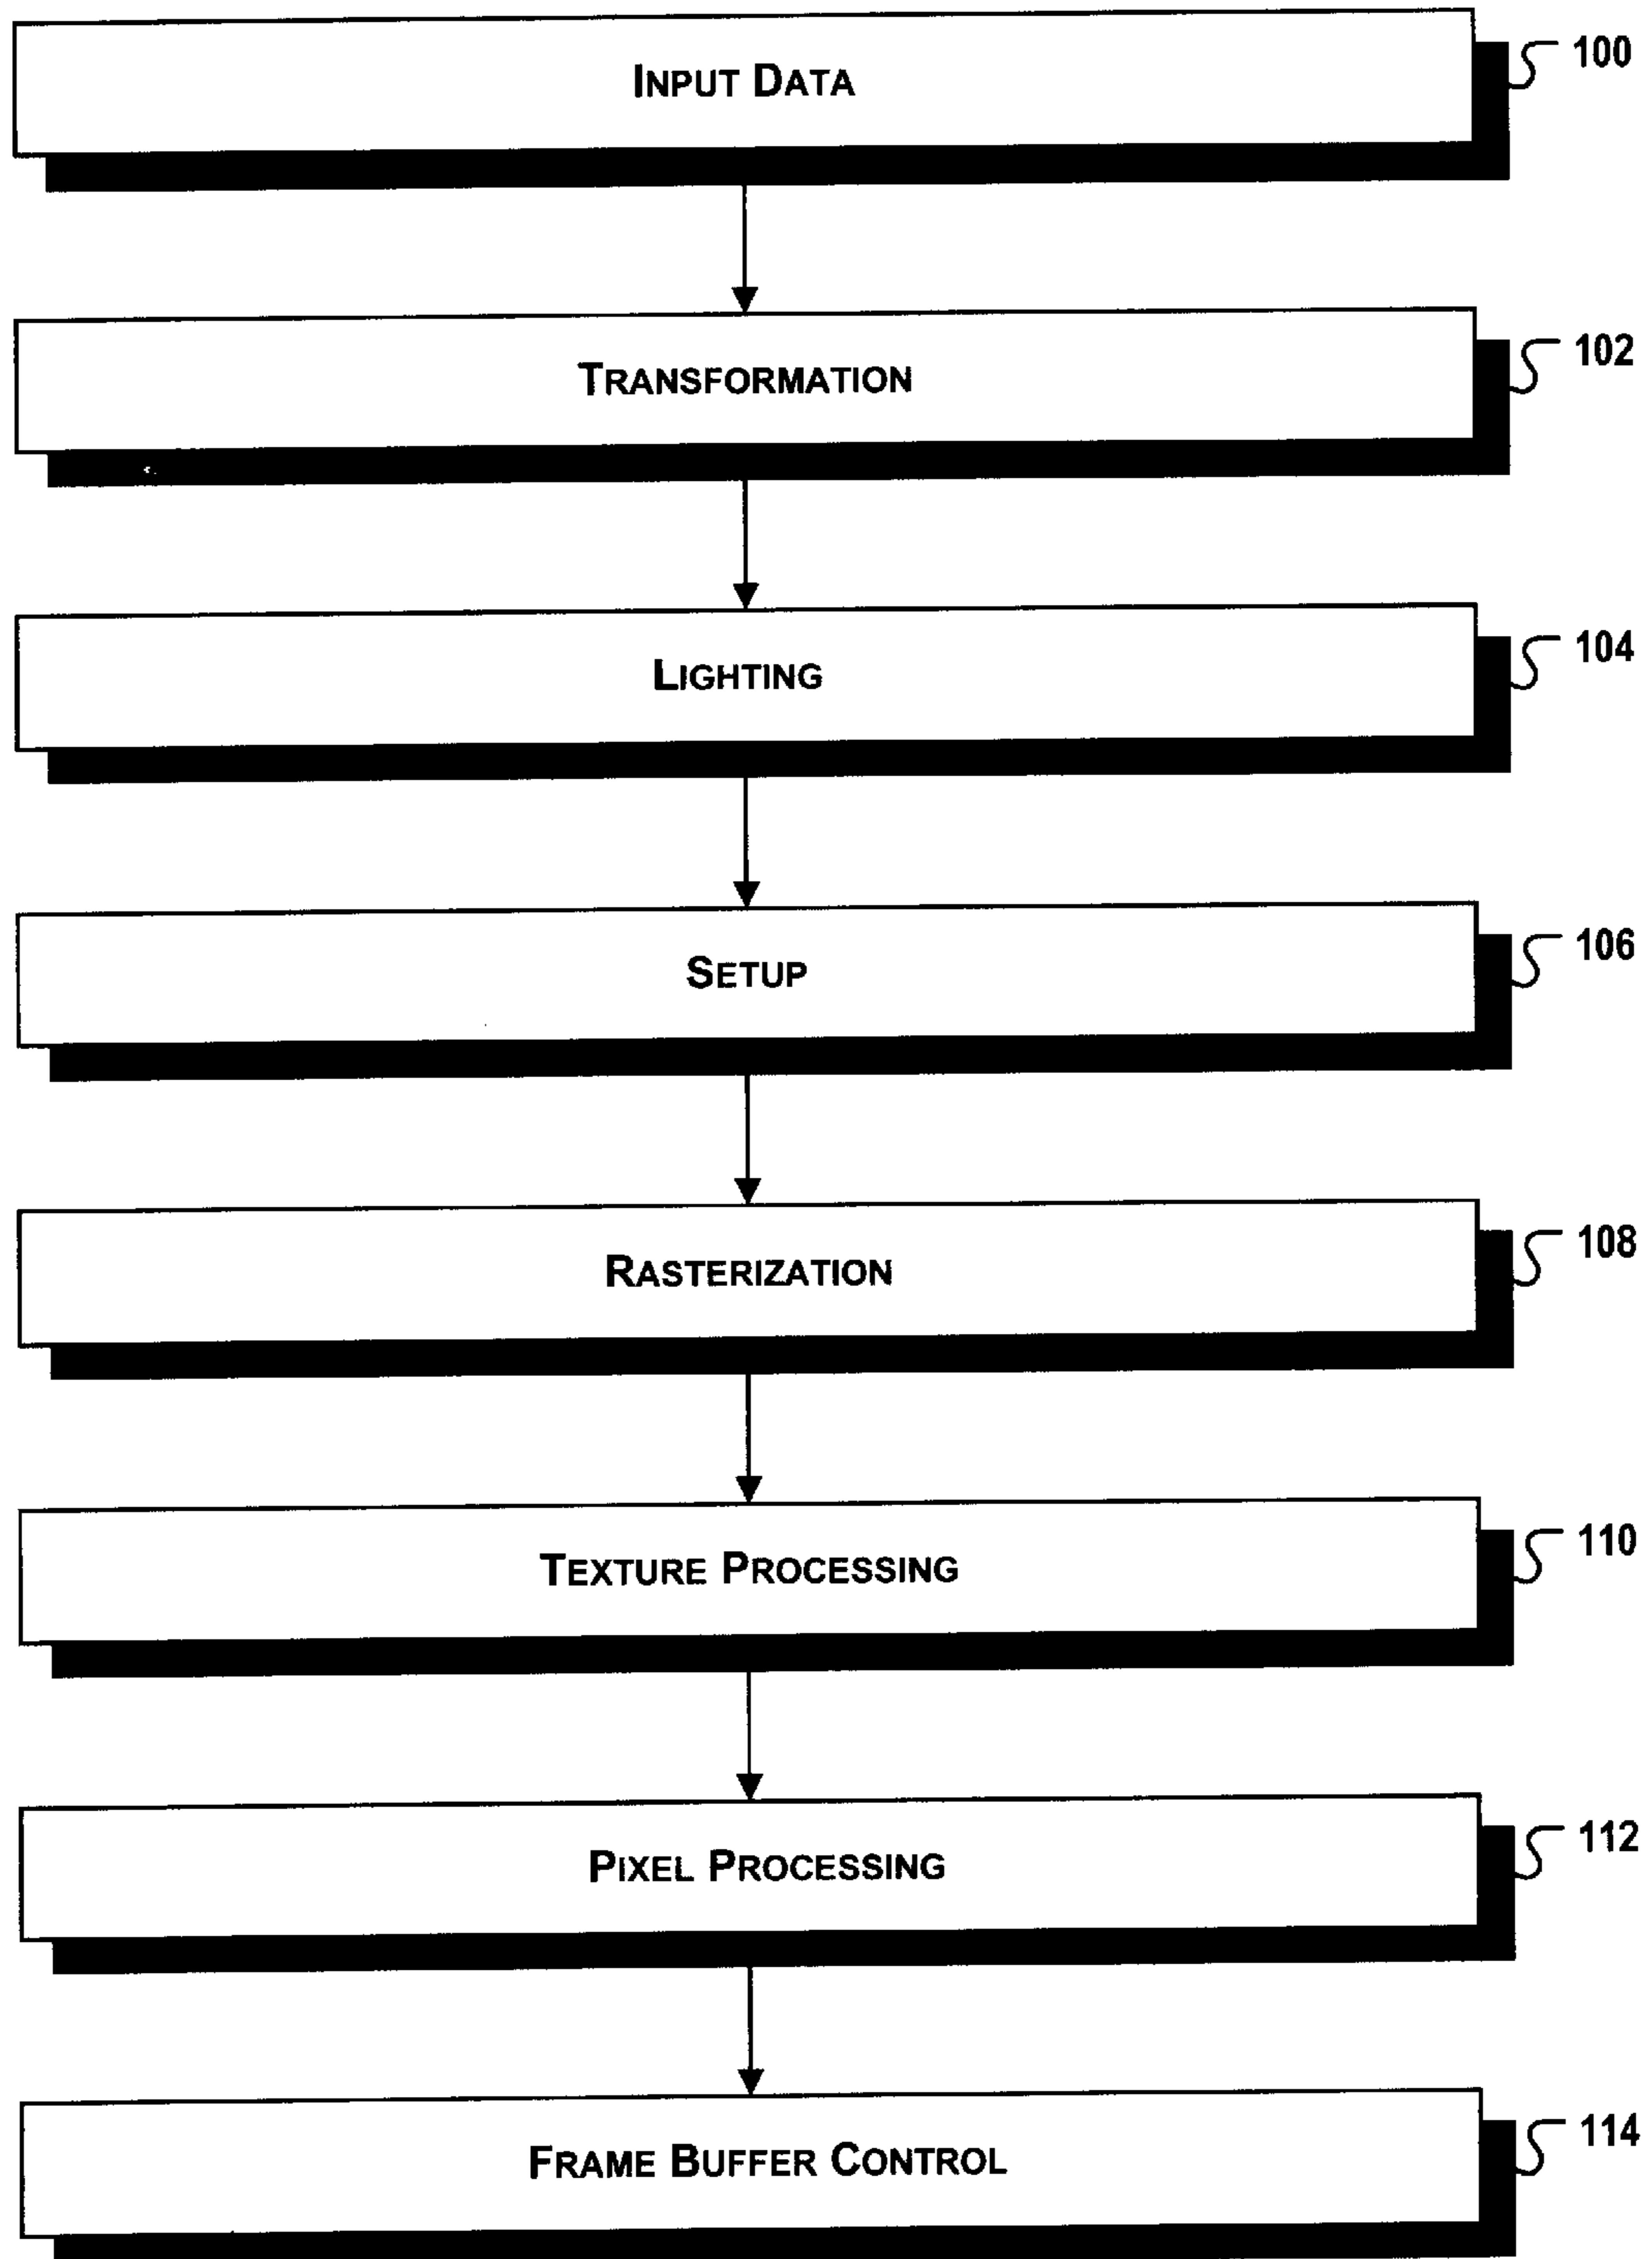 INPUT DATA
100
TRANSFORMATION
102
LIGHTING
104
SETUP
106
RASTERIZATION
108
TEXTURE PROCESSING
110
PIXEL PROCESSING
112
FRAME BUFFER CONTROL
114